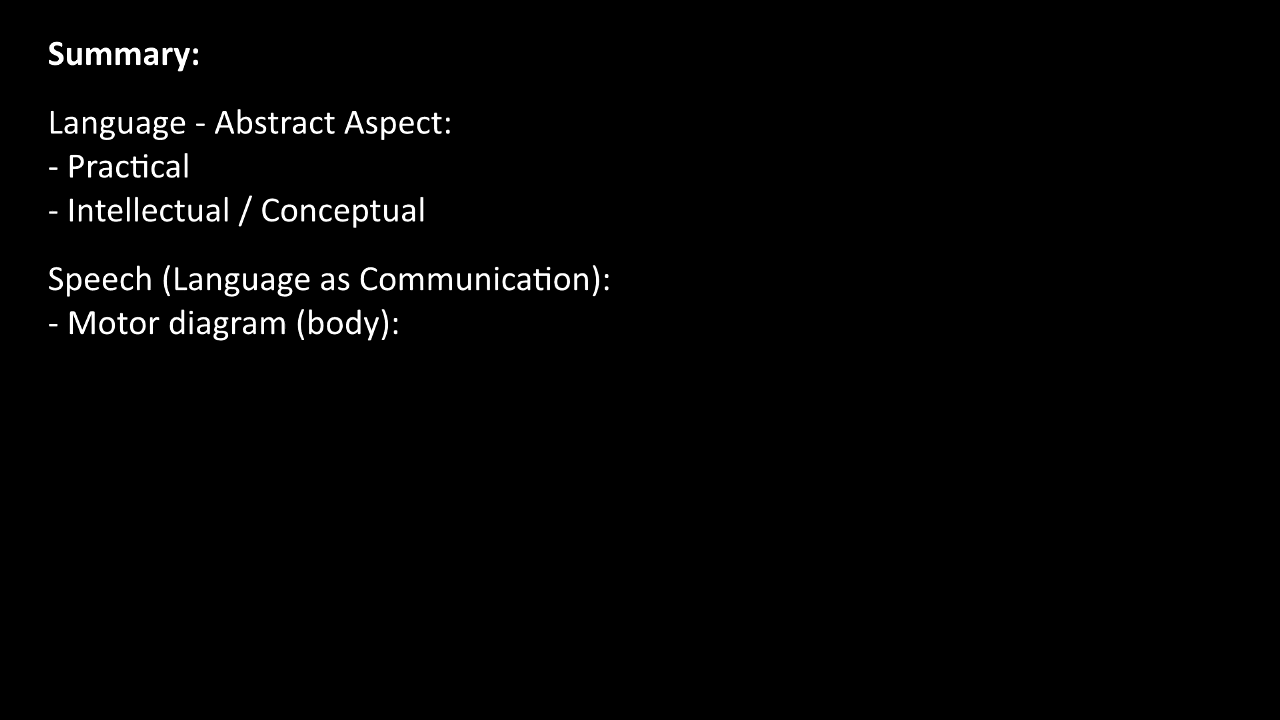 Summary:
Language - Abstract Aspect:
- Practical
- Intellectual / Conceptual
Speech (Language as Communication):
- Motor diagram (body):